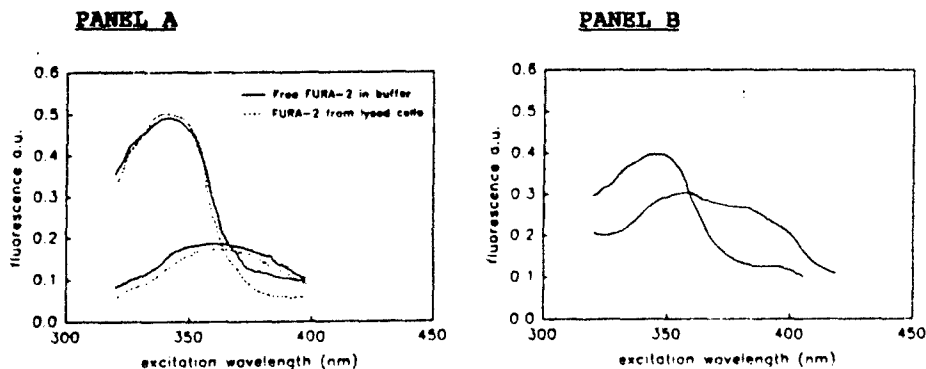 PANEL A
PANEL B
0.6
0.5
0.4
0.3
0.2
0.1
0.0
300
350
400
450
fluorescence a.u.
excitation wavelength (nm)
Free FURA-2 in buffer
FURA-2 from lysed cells
0.6
0.5
0.4
0.3
0.2
0.1
0.0
300
350
400
450
fluorescence a.u.
excitation wavelength (nm)